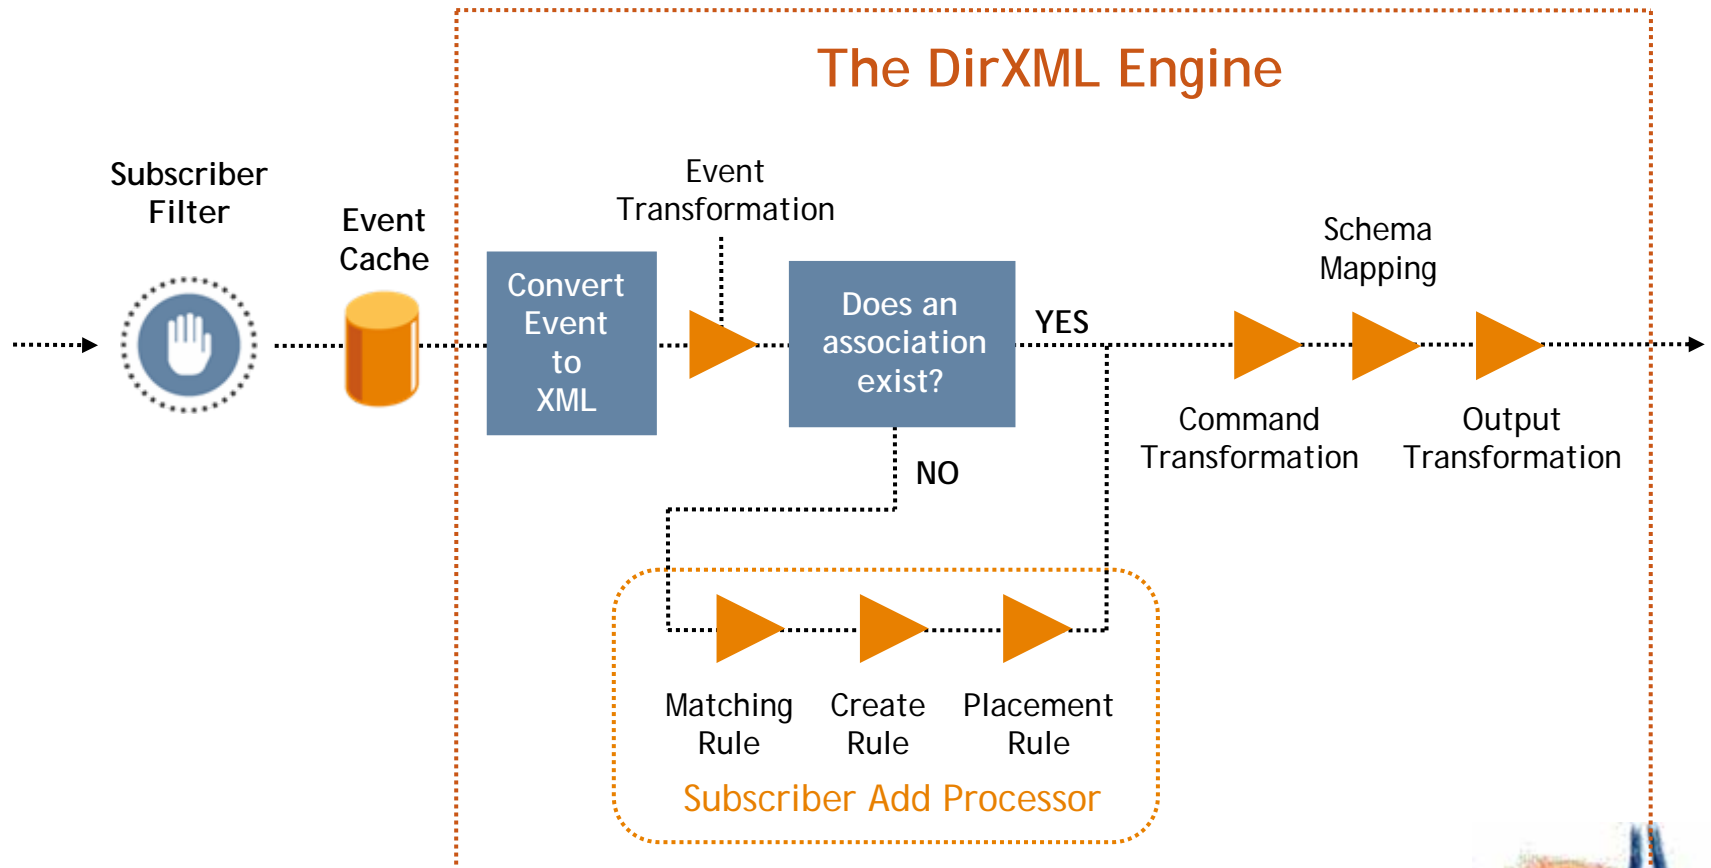 The DirXML Engine
Subscriber
Filter
Event
Cache
Event
Transformation
Convert
Event
to
XML
Does an
association
exist?
YES
NO
Schema
Mapping
Command
Transformation
Output
Transformation
Matching
Rule
Create
Rule
Placement
Rule
Subscriber Add Processor